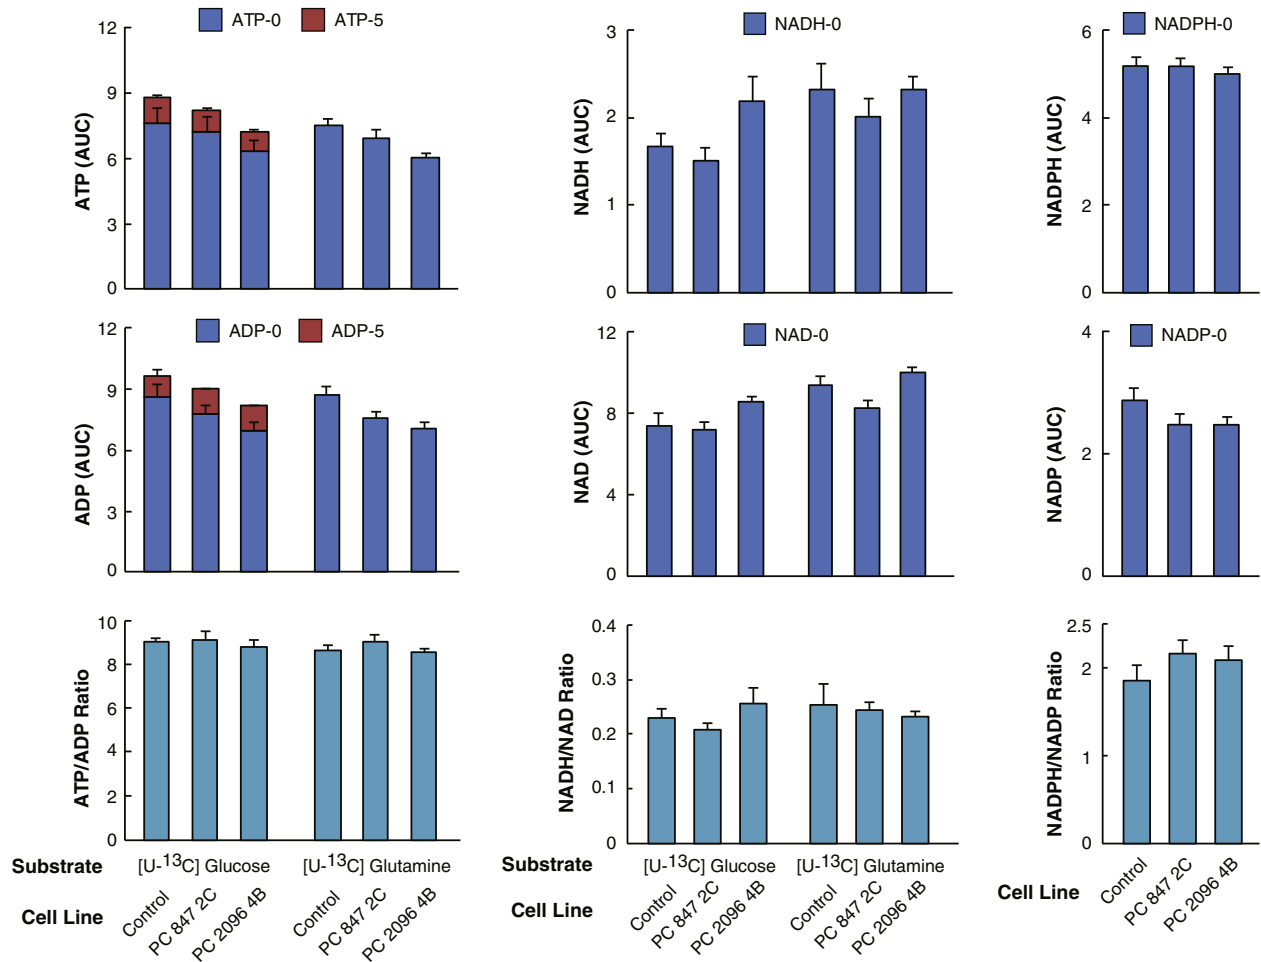 ATP-0 ATP-5
12
9
6
3
0
ATP (AUC)
NADH-0
3
2
1
0
NADH (AUC)
NADPH-0
6
4
2
0
NADPH (AUC)
ADP-0 ADP-5
12
9
6
3
0
ADP (AUC)
NAD-0
12
8
4
0
NAD (AUC)
NADP-0
4
2
0
NADP (AUC)
10
8
6
4
2
0
ATP/ADP Ratio
0.4
0.3
0.2
0.1
0
NADH/NAD Ratio
2.5
2
1
0
NADPH/NADP Ratio
Substrate [U-13C] Glucose [U-13C] Glutamine
Cell Line Control PC 847 2C PC 2096 4B Control PC 847 2C PC 2096 4B
Substrate [U-13C] Glucose [U-13C] Glutamine
Cell Line Control PC 847 2C PC 2096 4B Control PC 847 2C PC 2096 4B
Cell Line Control PC 847 2C PC 2096 4B